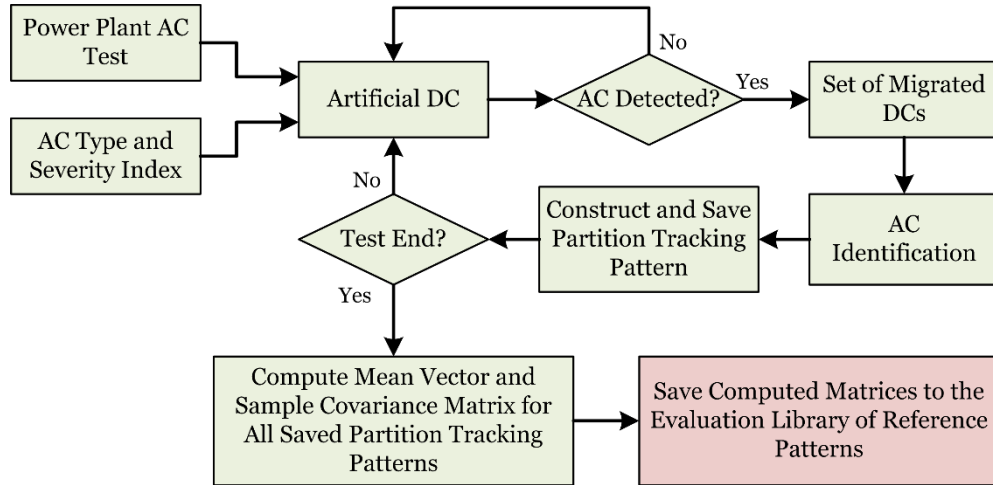 Power Plant AC
Test
No
Artificial DC
AC Detected?
Yes
Set of Migrated
DCs
AC Type and
Severity Index
No
Test End?
Construct and Save
Partition Tracking
Pattern
AC
Identification
Yes
Compute Mean Vector and
Sample Covariance Matrix for
All Saved Partition Tracking
Patterns
Save Computed Matrices to the
Evaluation Library of Reference
Patterns